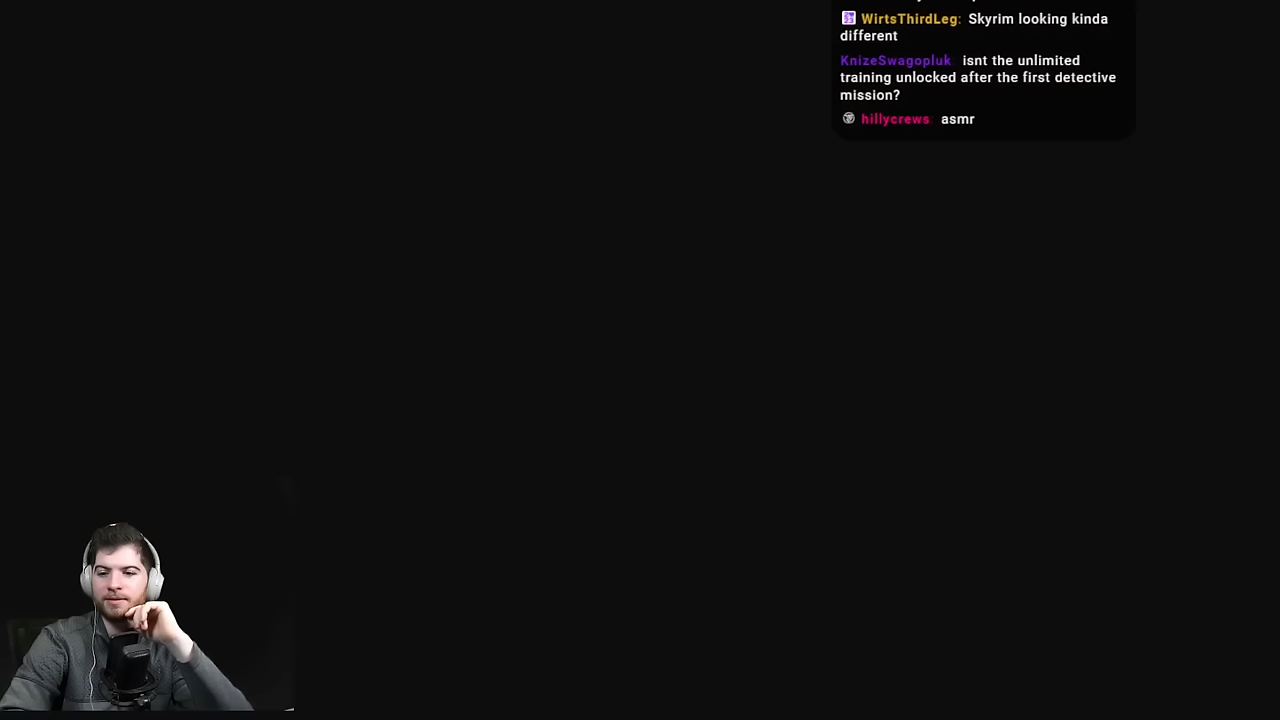 WirtsThirdLeg: Skyrim looking kinda
different
KnizeSwagopluk: isnt the unlimited
training unlocked after the first detective
mission?
hillycrews: asmr